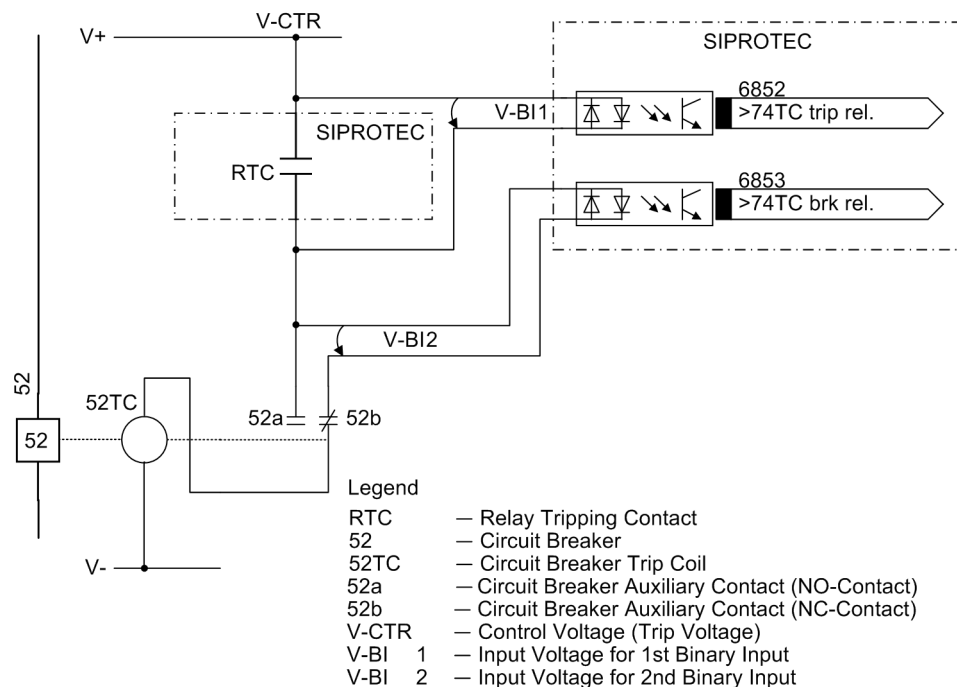 V-CTR
V+
SIPROTEC
6852
V-BI1
>74TC trip rel.
SIPROTEC
RTC
6853
>74TC brk rel.
V-BI2
52
52TC
52a
52b
52
Legend
RTC — Relay Tripping Contact
52 — Circuit Breaker
52TC — Circuit Breaker Trip Coil
52a — Circuit Breaker Auxiliary Contact (NO-Contact)
52b — Circuit Breaker Auxiliary Contact (NC-Contact)
V-CTR — Control Voltage (Trip Voltage)
V-BI 1 — Input Voltage for 1st Binary Input
V-BI 2 — Input Voltage for 2nd Binary Input
V-